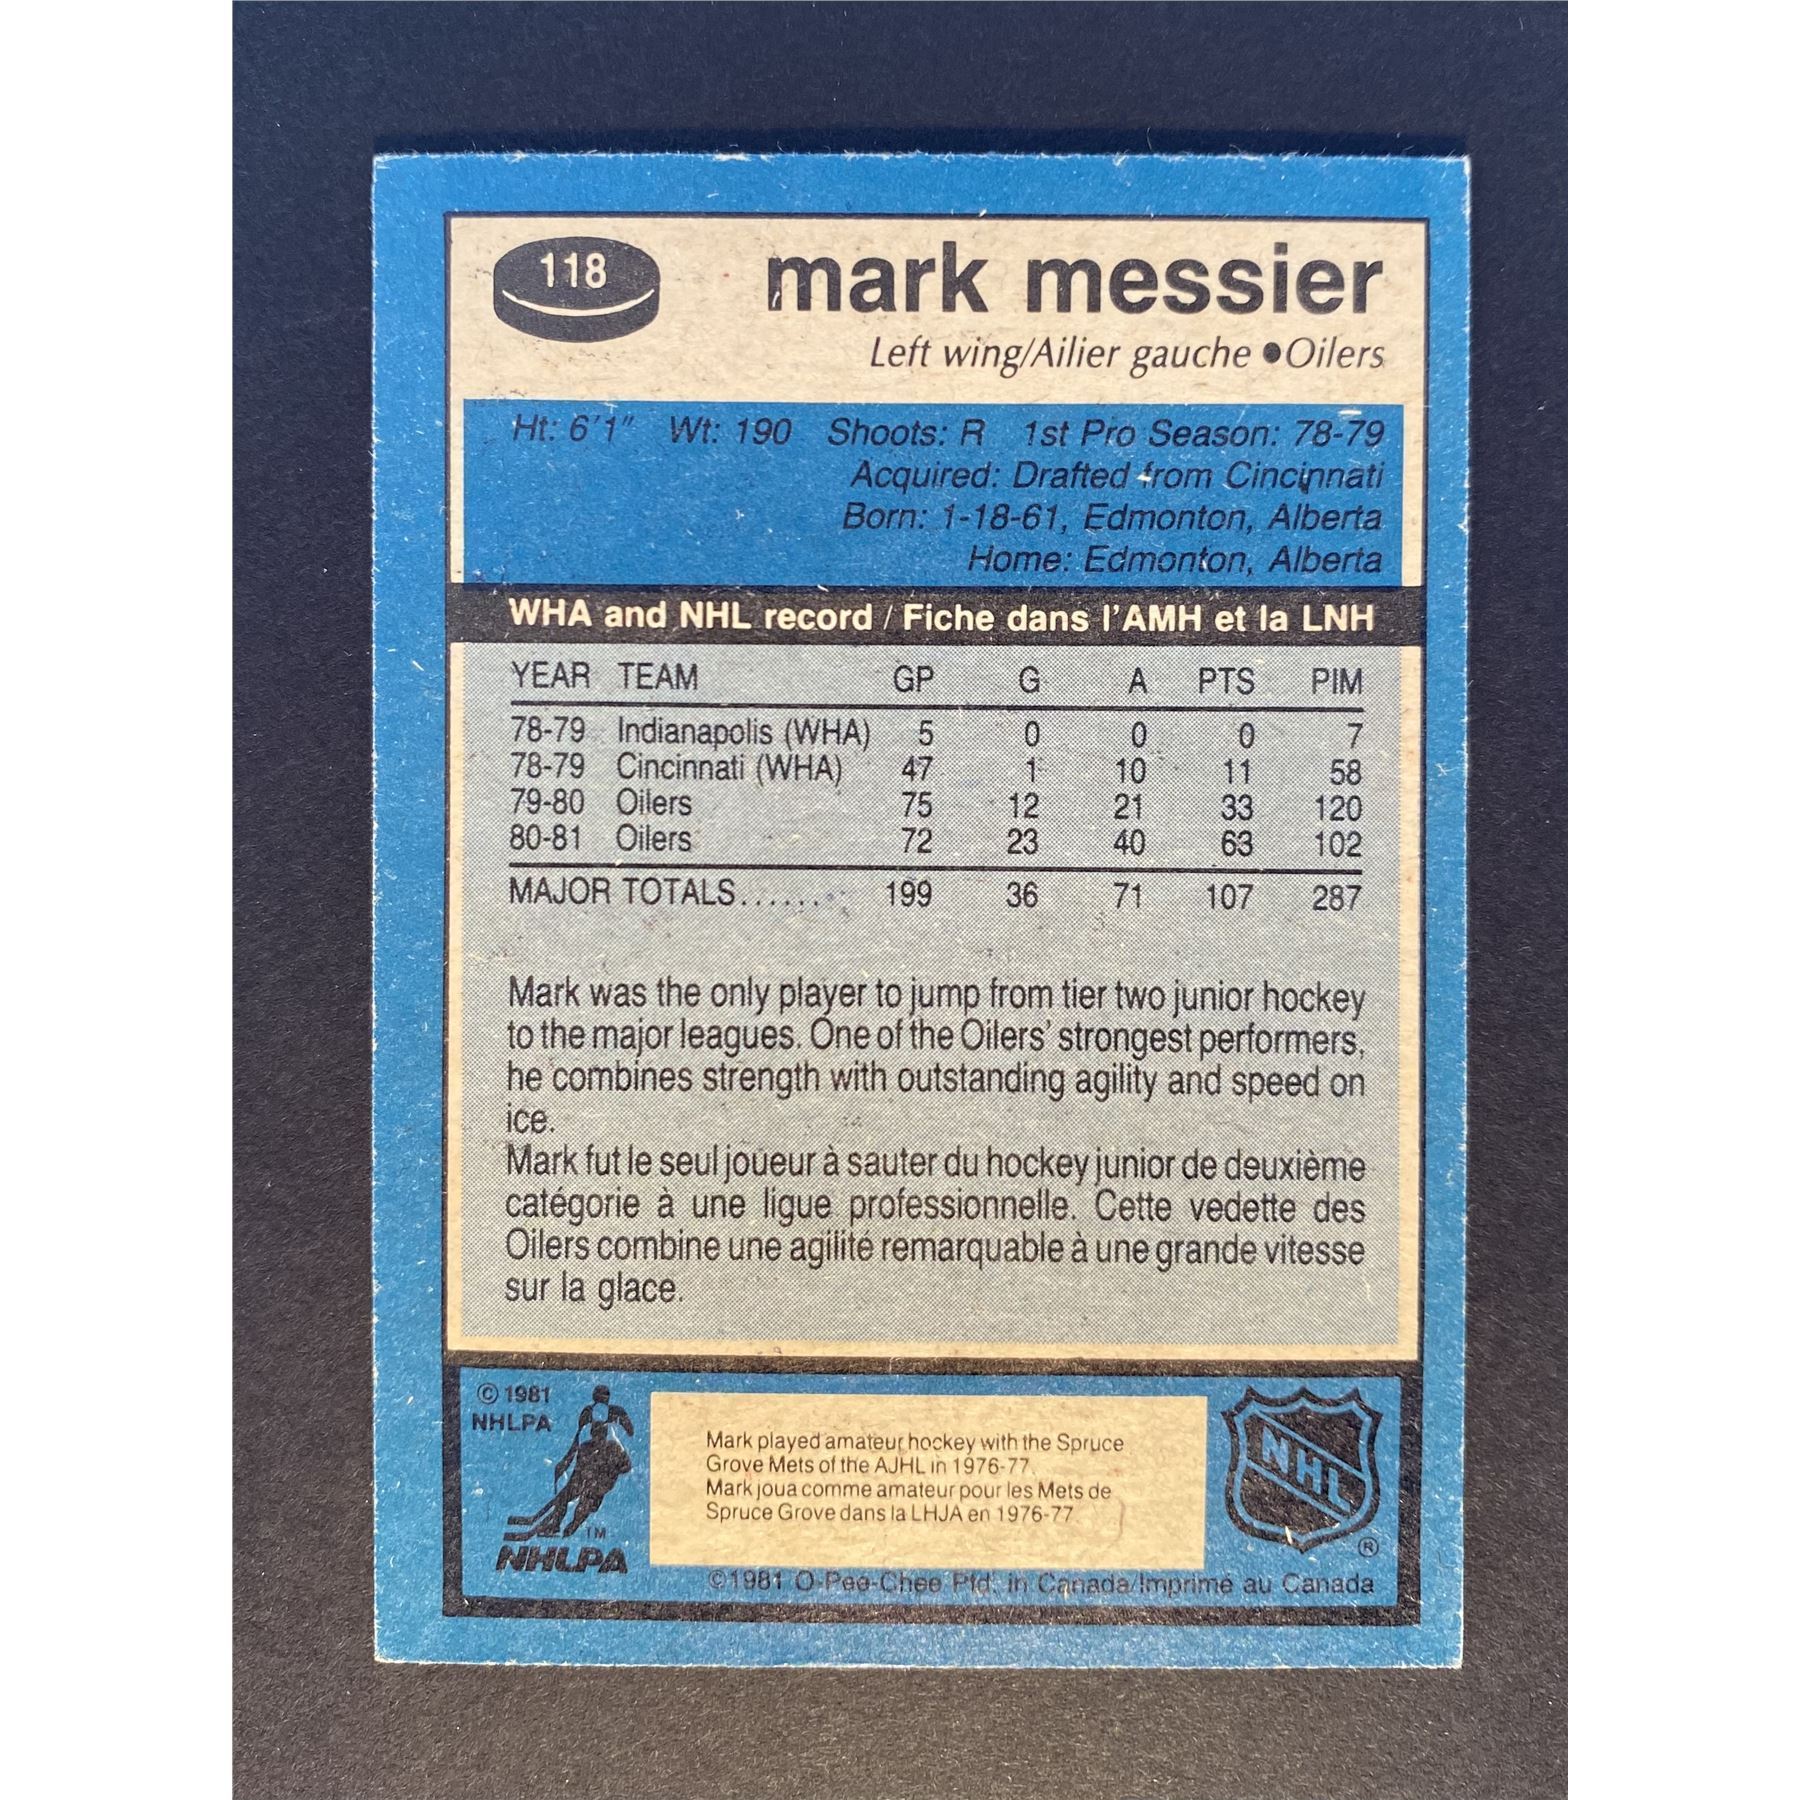 118
mark messier
Left wing/Ailier gauche ●Oilers
Ht: 6'1" Wt: 190 Shoots: R 1st Pro Season: 78-79
Acquired: Drafted from Cincinnati
Born: 1-18-61, Edmonton, Alberta
Home: Edmonton, Alberta
WHA and NHL record / Fiche dans l'AMH et la LNH
YEAR TEAM GP G A PTS PIM
78-79 Indianapolis (WHA) 5 0 0 0 7
78-79 Cincinnati (WHA) 47 1 10 11 58
79-80 Oilers 75 12 21 33 120
80-81 Oilers 72 23 40 63 102
MAJOR TOTALS....... 199 36 71 107 287
Mark was the only player to jump from tier two junior hockey
to the major leagues. One of the Oilers' strongest performers,
he combines strength with outstanding agility and speed on
ice.
Mark fut le seul joueur à sauter du hockey junior de deuxième
catégorie à une ligue professionnelle. Cette vedette des
Oilers combine une agilité remarquable à une grande vitesse
sur la glace.
© 1981
NHLPA
TM
NHLPA
Mark played amateur hockey with the Spruce
Grove Mets of the AJHL in 1976-77.
Mark joua comme amateur pour les Mets de
Spruce Grove dans la LHJA en 1976-77
NHL
®
©1981 O-Pee-Chee Ptd. in Canada/Imprimé au Canada